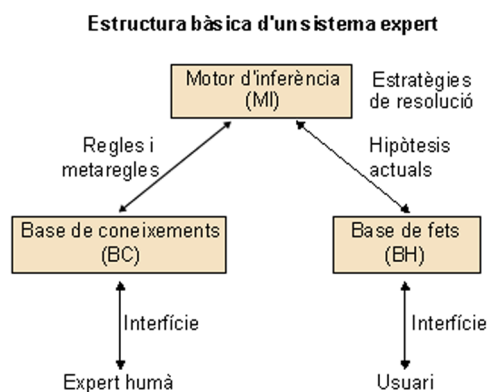 Estructura bàsica d'un sistema expert
Motor d'inferència
(MI)
Estratègies
de resolució
Regles i
metaregles
Hipòtesis
actuals
Base de coneixements
(BC)
Base de fets
(BH)
Interfície
Interfície
Expert humà
Usuari